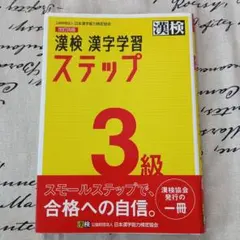 公益財団法人 日本漢字能力検定協会
漢検
改訂四版
漢検 漢字学習
ステップ
3級
スモールステップで、
合格への自信。
漢検協会
発行の
一冊
漢検 公益財団法人 日本漢字能力検定協会